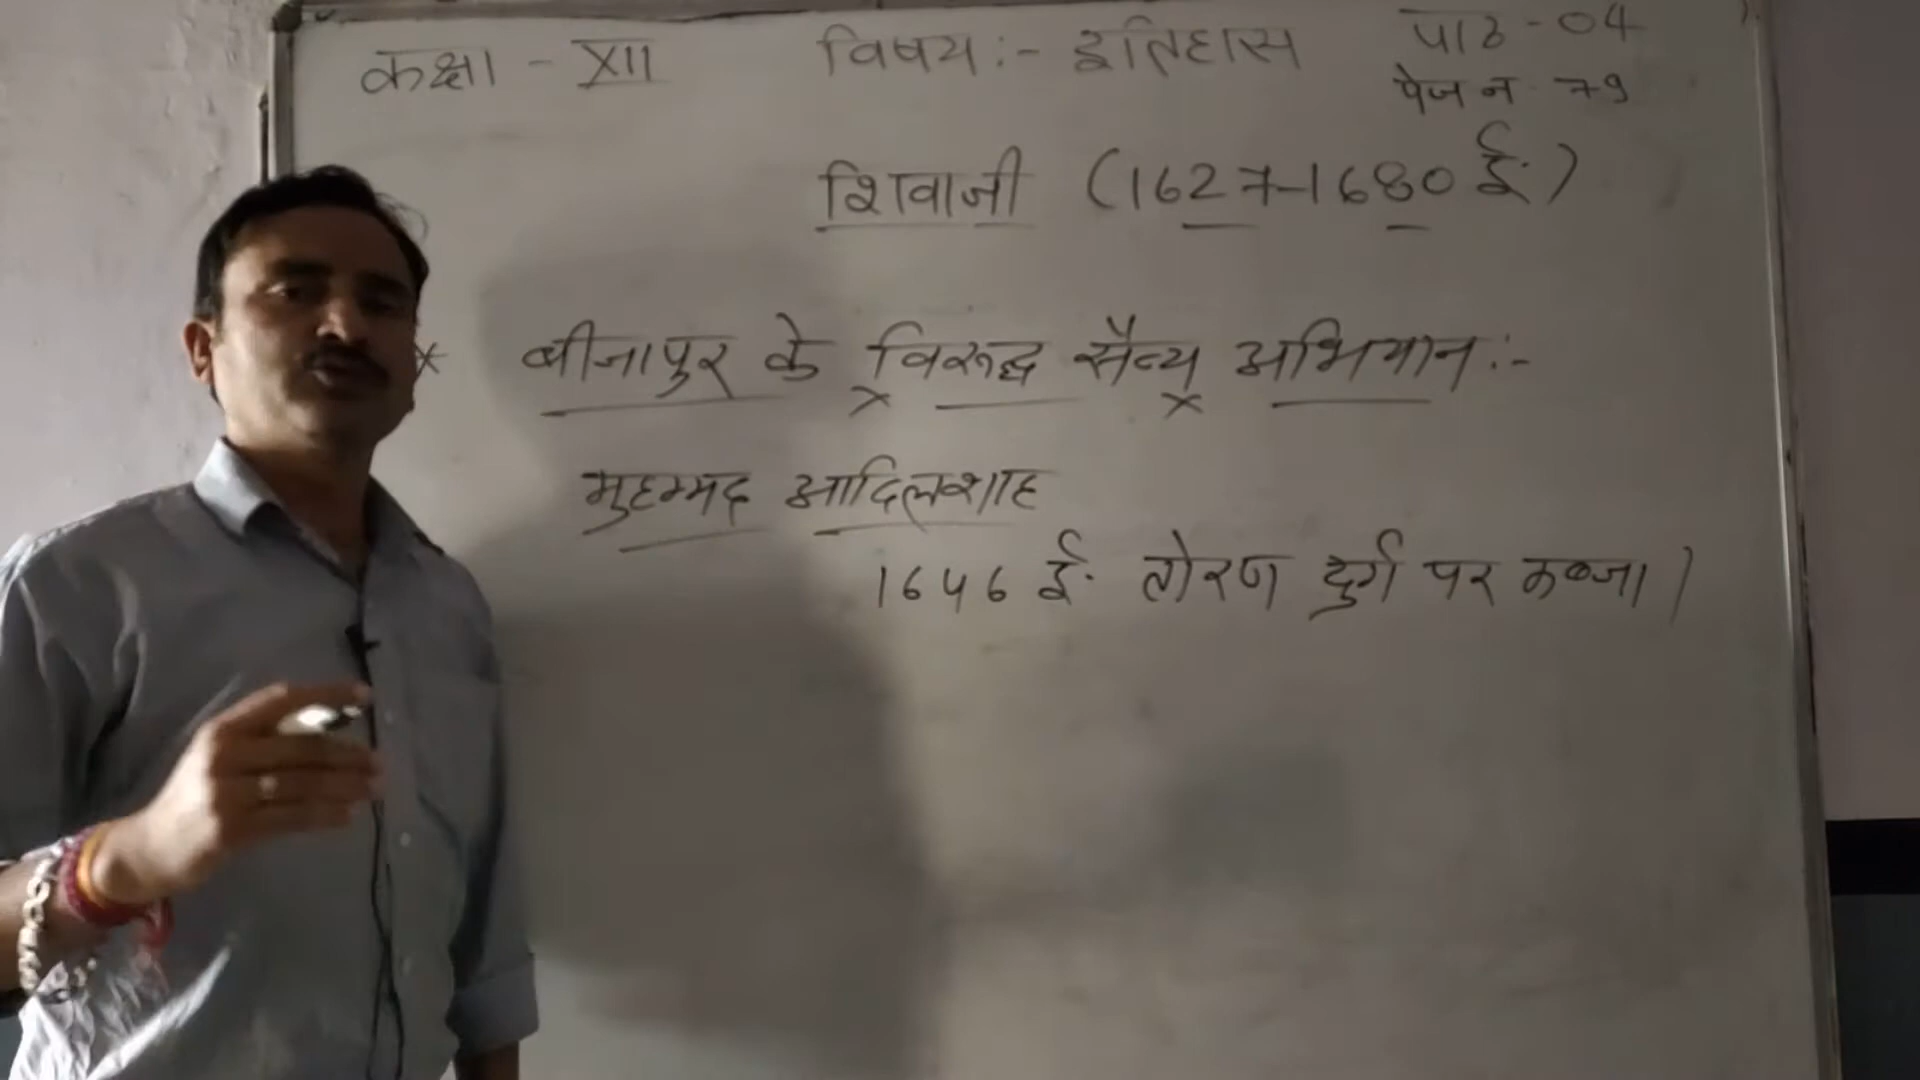 कक्षा - XII विषय :- इतिहास पाठ - 04
पेज न. 79
शिवाजी (1627-1680 ई.)
* बीजापुर के विरूद्ध सैन्य अभियान :-
मुहम्मद आदिलशाह
1646 ई. तोरण दुर्ग पर कब्जा।